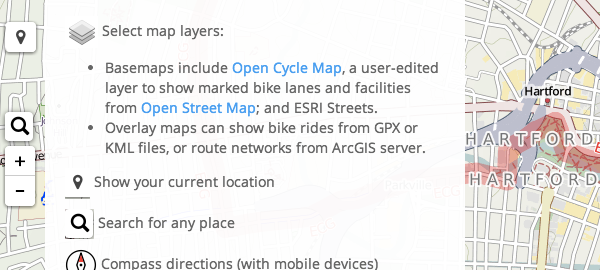 Select map layers:
• Basemaps include Open Cycle Map, a user-edited
layer to show marked bike lanes and facilities
from Open Street Map; and ESRI Streets.
• Overlay maps can show bike rides from GPX or
KML files, or route networks from ArcGIS server.
Show your current location
Search for any place
Compass directions (with mobile devices)
+
-
Hartford
HARTFORD
HARTFORD
Parkville